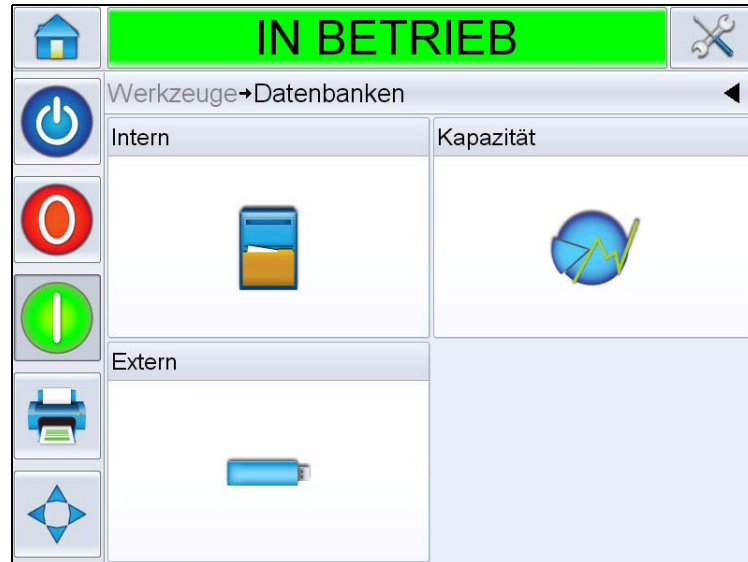 IN BETRIEB
Werkzeuge→Datenbanken
Intern
Kapazität
Extern